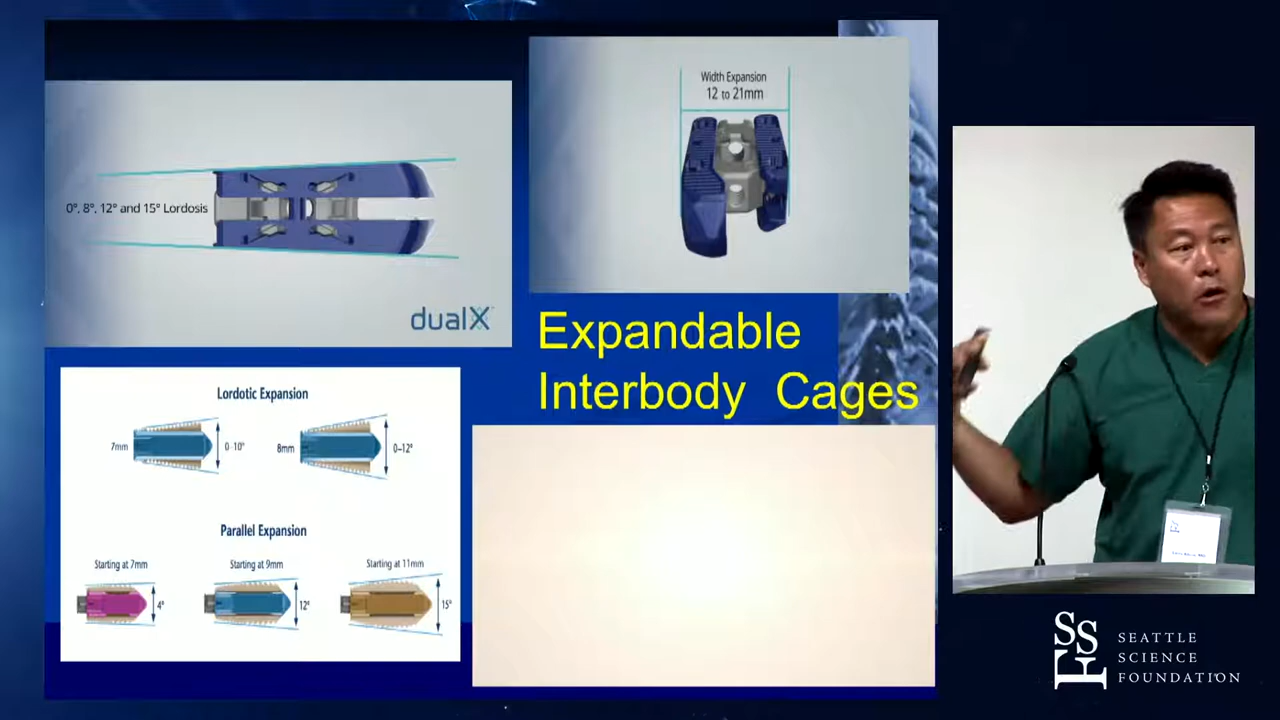 0°, 8°, 12° and 15° Lordosis
dualX
Width Expansion
12 to 21mm
Expandable
Interbody Cages
Lordotic Expansion
7mm
0-10°
8mm
0–12°
Parallel Expansion
Starting at 7mm
Starting at 9mm
Starting at 11mm
4°
12°
15°
SSF
SEATTLE
SCIENCE
FOUNDATION